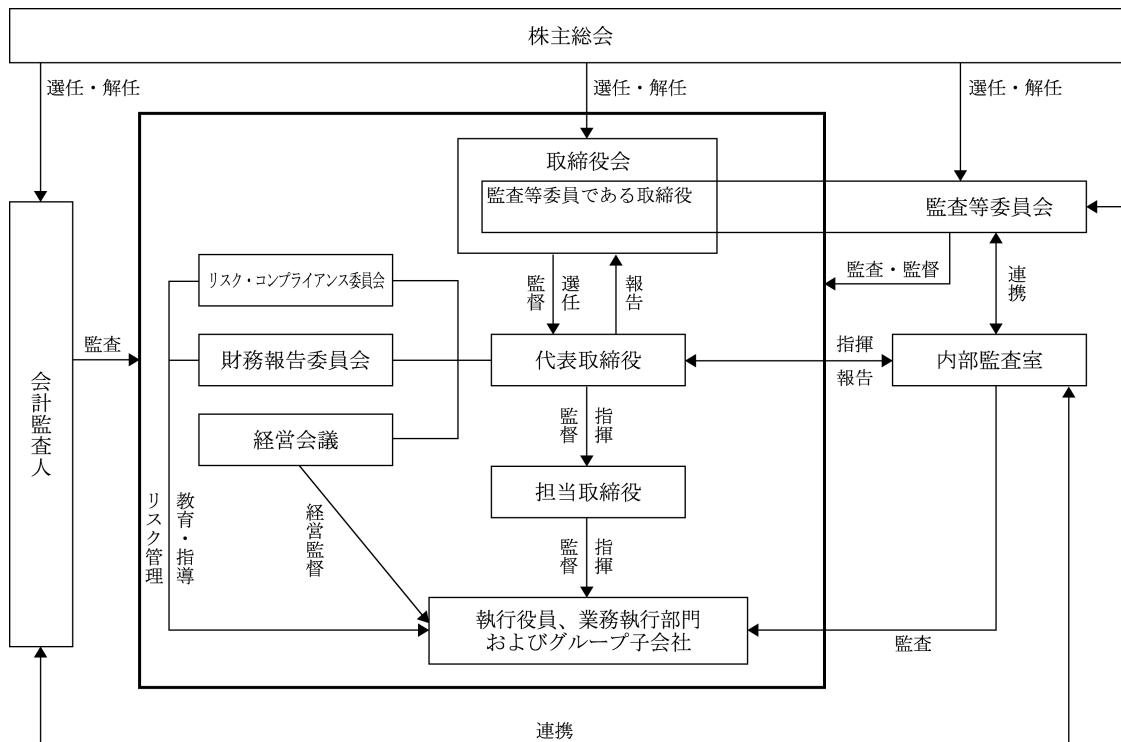 株主総会
選任・解任
選任・解任
選任・解任
取締役会
監査等委員である取締役
監査等委員会
監査・監督
連携
リスク・コンプライアンス委員会
監督
選任
報告
監査
財務報告委員会
代表取締役
指揮
報告
内部監査室
会計監査人
経営会議
監督
指揮
担当取締役
リスク管理
教育・指導
経営監督
監督
指揮
執行役員、業務執行部門
およびグループ子会社
監査
連携